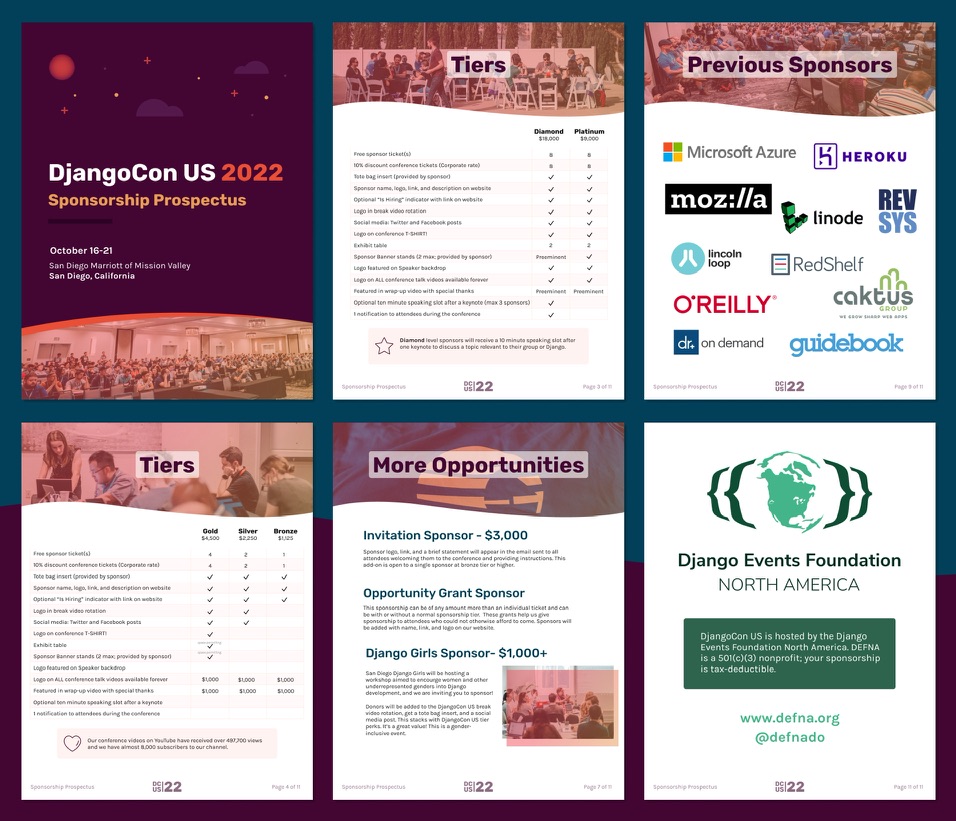 DjangoCon US 2022
Sponsorship Prospectus
October 16-21
San Diego Marriott of Mission Valley
San Diego, California
Tiers
Diamond Platinum
$18,000 $9,000
Free sponsor ticket(s) 8 8
10% discount conference tickets (Corporate rate) 8 8
Tote bag insert (provided by sponsor) ✓ ✓
Sponsor name, logo, link, and description on website ✓ ✓
Optional "Is Hiring" indicator with link on website ✓ ✓
Logo in break video rotation ✓ ✓
Social media: Twitter and Facebook posts ✓ ✓
Logo on conference T-SHIRT! ✓ ✓
Exhibit table 2 2
Sponsor Banner stands (2 max; provided by sponsor) Preeminent ✓
Logo featured on Speaker backdrop ✓ ✓
Logo on ALL conference talk videos available forever ✓ ✓
Featured in wrap-up video with special thanks Preeminent Preeminent
Optional ten minute speaking slot after a keynote (max 3 sponsors) ✓
1 notification to attendees during the conference ✓
Diamond level sponsors will receive a 10 minute speaking slot after
one keynote to discuss a topic relevant to their group or Django.
Sponsorship Prospectus DC US 22 Page 3 of 11
Previous Sponsors
Microsoft Azure
HEROKU
moz://a
linode
REV
SYS
lincoln
loop
RedShelf
O'REILLY®
caktus
GROUP
WE GROW SHARP WEB APPS
dr+ on demand
guidebook
Sponsorship Prospectus DC US 22 Page 9 of 11
Tiers
Gold Silver Bronze
$4,500 $2,250 $1,125
Free sponsor ticket(s) 4 2 1
10% discount conference tickets (Corporate rate) 4 2 1
Tote bag insert (provided by sponsor) ✓ ✓ ✓
Sponsor name, logo, link, and description on website ✓ ✓ ✓
Optional "Is Hiring" indicator with link on website ✓ ✓ ✓
Logo in break video rotation ✓ ✓
Social media: Twitter and Facebook posts ✓ ✓
Logo on conference T-SHIRT! ✓
Exhibit table ✓
Sponsor Banner stands (2 max; provided by sponsor) ✓
Logo featured on Speaker backdrop
Logo on ALL conference talk videos available forever $1,000 $1,000 $1,000
Featured in wrap-up video with special thanks $1,000 $1,000 $1,000
Optional ten minute speaking slot after a keynote
1 notification to attendees during the conference
Our conference videos on YouTube have received over 497,700 views
and we have almost 8,000 subscribers to our channel.
Sponsorship Prospectus DC US 22 Page 4 of 11
More Opportunities
Invitation Sponsor - $3,000
Sponsor logo, link, and a brief statement will appear in the email sent to all
attendees welcoming them to the conference and providing instructions. This
add-on is open to a single sponsor at bronze tier or higher.
Opportunity Grant Sponsor
This sponsorship can be of any amount more than an individual ticket and can
be with or without a normal sponsorship tier. These grants help us give
sponsorship to attendees who could not otherwise afford to come. Sponsors will
be added with name, link, and logo on our website.
Django Girls Sponsor- $1,000+
San Diego Django Girls will be hosting a
workshop aimed to encourage women and other
underrepresented genders into Django
development, and we are inviting you to sponsor!
Donors will be added to the DjangoCon US break
video rotation, get a tote bag insert, and a social
media post. This stacks with DjangoCon US tier
perks. It's a great value! This is a gender-
inclusive event.
Sponsorship Prospectus DC US 22 Page 7 of 11
Django Events Foundation
NORTH AMERICA
DjangoCon US is hosted by the Django
Events Foundation North America. DEFNA
is a 501(c)(3) nonprofit; your sponsorship
is tax-deductible.
www.defna.org
@defnado
Sponsorship Prospectus DC US 22 Page 11 of 11